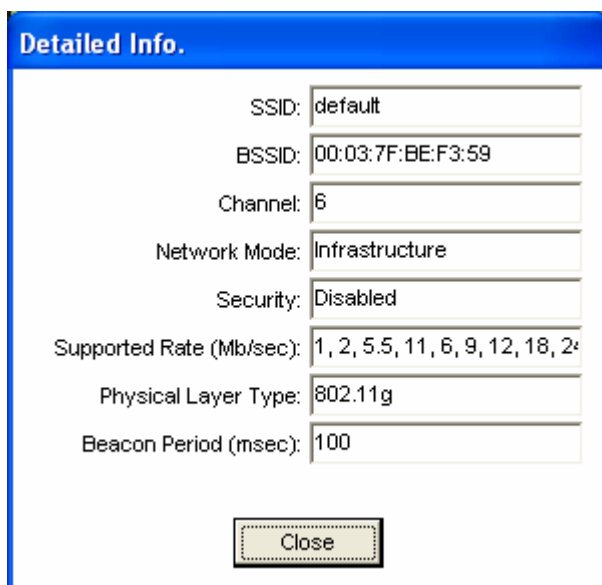 Detailed Info.
SSID: default
BSSID: 00:03:7F:BE:F3:59
Channel: 6
Network Mode: Infrastructure
Security: Disabled
Supported Rate (Mb/sec): 1, 2, 5.5, 11, 6, 9, 12, 18, 24
Physical Layer Type: 802.11g
Beacon Period (msec): 100
Close